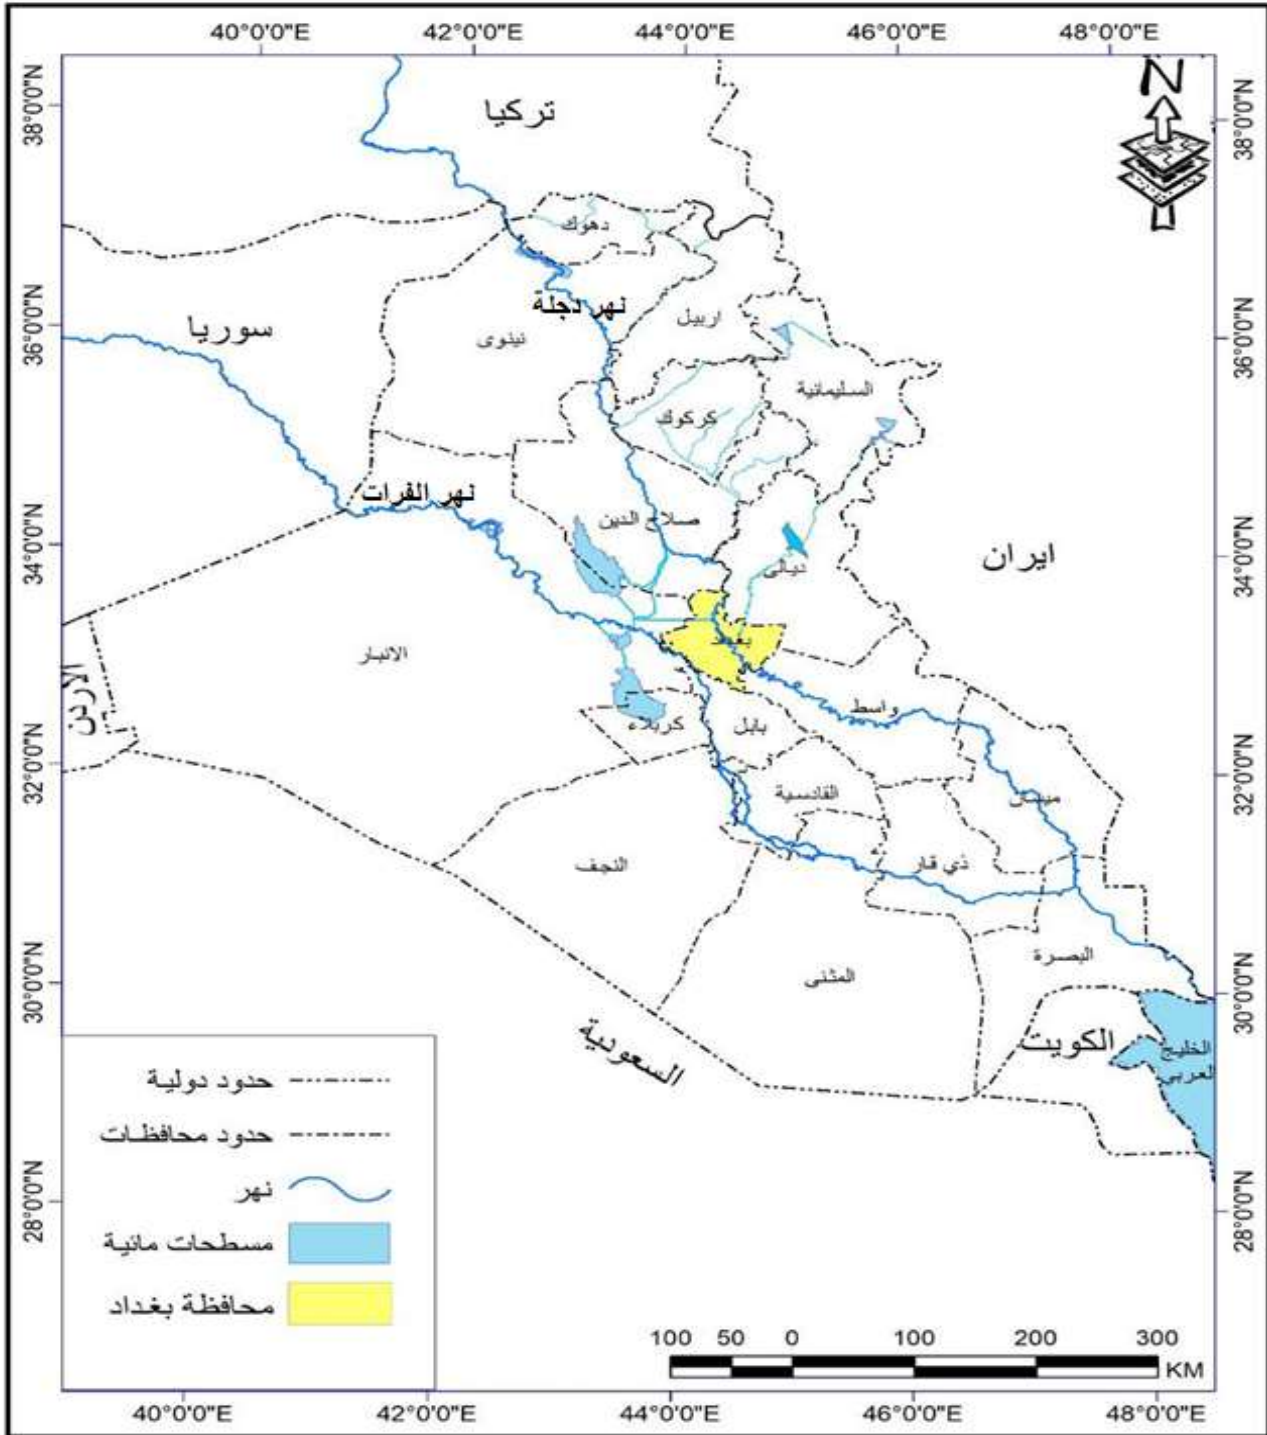 40°0'0"E 42°0'0"E 44°0'0"E 46°0'0"E 48°0'0"E
38°0'0"N
36°0'0"N
34°0'0"N
32°0'0"N
30°0'0"N
28°0'0"N
N
تركيا
دهوك
نهر دجلة
سوريا
نينوى
اربيل
السليمانية
كركوك
نهر الفرات
صلاح الدين
ايران
ديالى
بغداد
الانبار
الاردن
واسط
كربلاء
بابل
القادسية
ميسان
النجف
ذي قار
البصرة
المثنى
السعودية
الكويت
الخليج
العربي
حدود دولية
حدود محافظات
نهر
مسطحات مائية
محافظة بغداد
100 50 0 100 200 300
KM
38°0'0"N
36°0'0"N
34°0'0"N
32°0'0"N
30°0'0"N
28°0'0"N
40°0'0"E 42°0'0"E 44°0'0"E 46°0'0"E 48°0'0"E